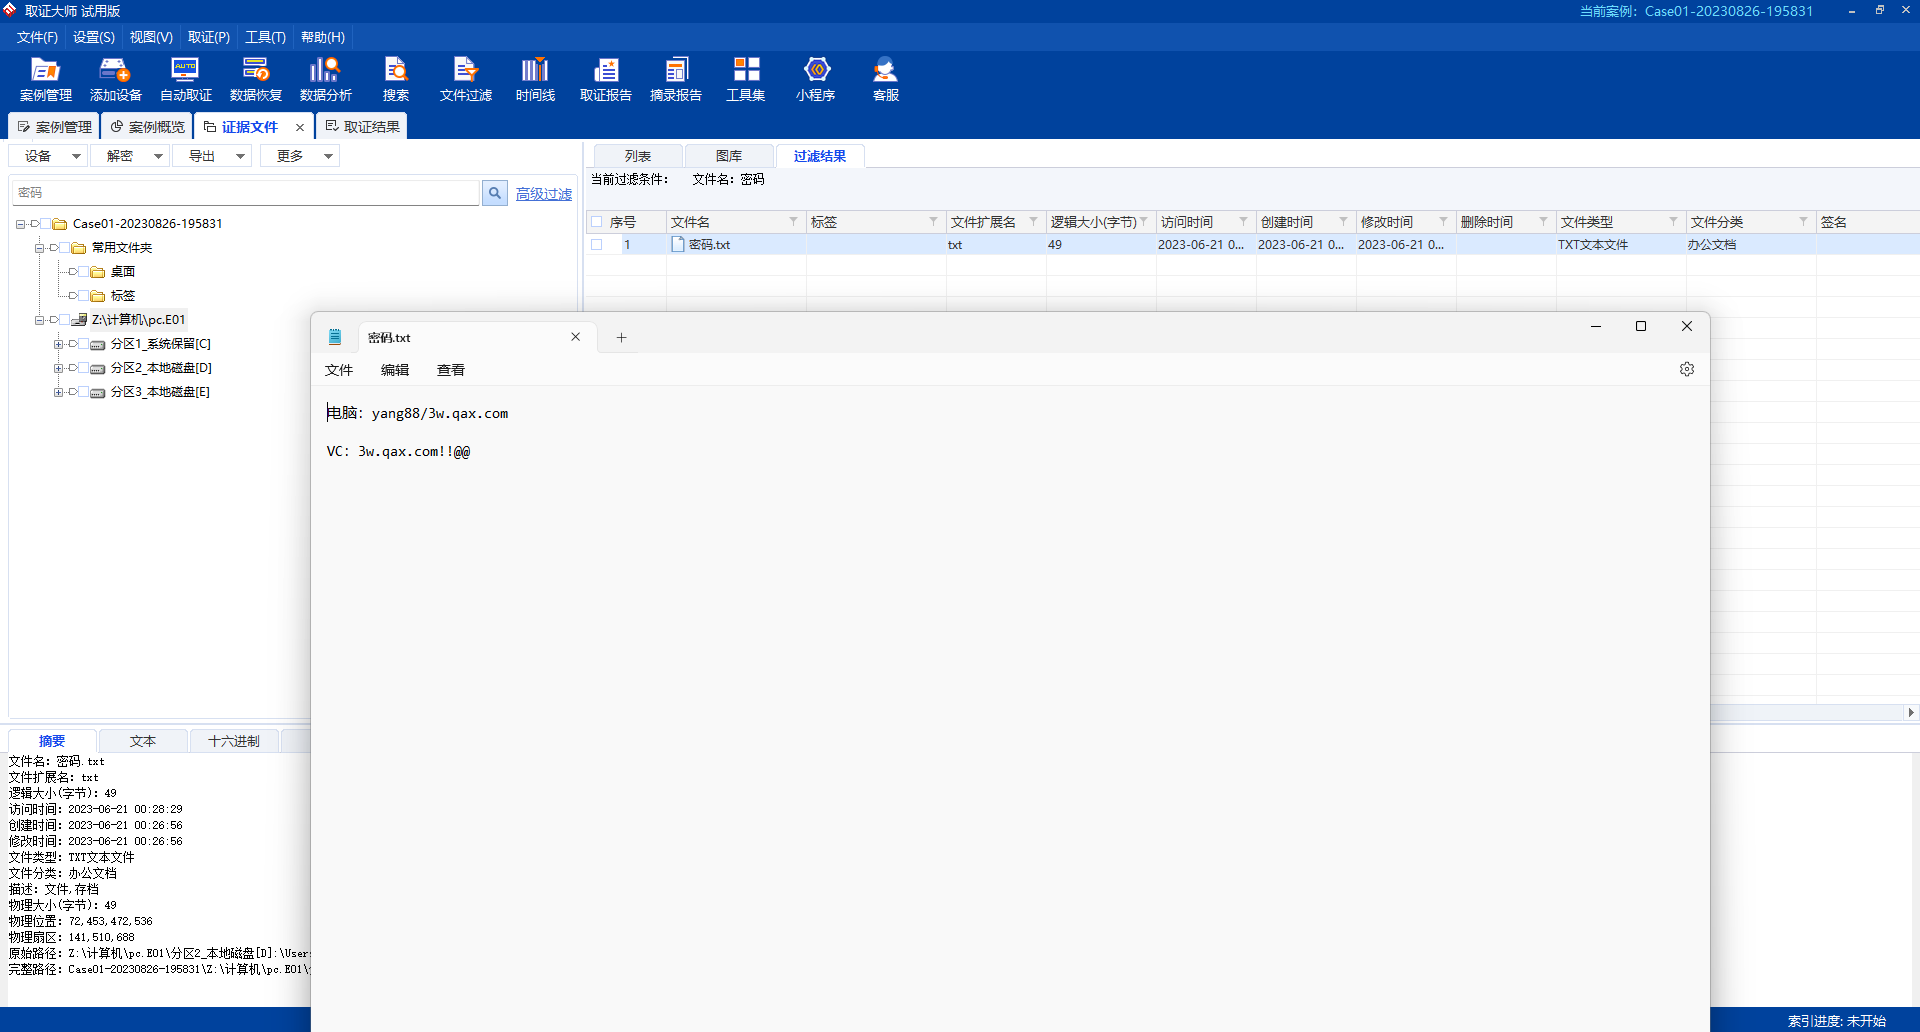 取证大师 试用版
当前案例：Case01-20230826-195831
文件(F) 设置(S) 视图(V) 取证(P) 工具(T) 帮助(H)
案例管理 添加设备 自动取证 数据恢复 数据分析 搜索 文件过滤 时间线 取证报告 摘录报告 工具集 小程序 客服
案例管理 案例概览 证据文件 取证结果
设备 解密 导出 更多
列表 图库 过滤结果
当前过滤条件： 文件名：密码
密码 高级过滤
序号 文件名 标签 文件扩展名 逻辑大小(字节) 访问时间 创建时间 修改时间 删除时间 文件类型 文件分类 签名
1 密码.txt txt 49 2023-06-21 0... 2023-06-21 0... 2023-06-21 0... TXT文本文件 办公文档
Case01-20230826-195831
常用文件夹
桌面
标签
Z:\计算机\pc.E01
分区1_系统保留[C]
分区2_本地磁盘[D]
分区3_本地磁盘[E]
密码.txt
文件 编辑 查看
电脑：yang88/3w.qax.com
VC：3w.qax.com!!@@
摘要 文本 十六进制
文件名：密码.txt
文件扩展名：txt
逻辑大小(字节)：49
访问时间：2023-06-21 00:28:29
创建时间：2023-06-21 00:26:56
修改时间：2023-06-21 00:26:56
文件类型：TXT文本文件
文件分类：办公文档
描述：文件,存档
物理大小(字节)：49
物理位置：72,453,472,536
物理扇区：141,510,688
原始路径：Z:\计算机\pc.E01\分区2_本地磁盘[D]:\User
完整路径：Case01-20230826-195831\Z:\计算机\pc.E01\
索引进度: 未开始